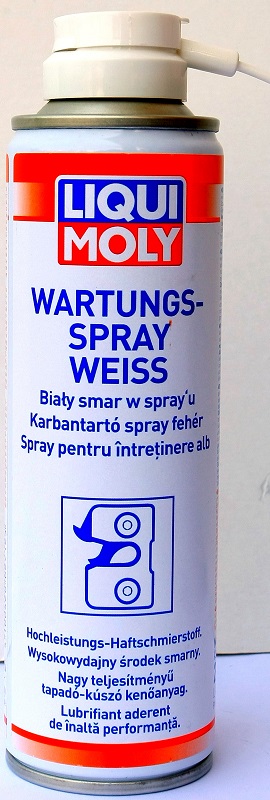 LIQUI
MOLY
WARTUNGS-
SPRAY
WEISS
Biały smar w spray'u
Karbantartó spray fehér
Spray pentru întreținere alb
Hochleistungs-Haftschmierstoff.
Wysokowydajny środek smarny.
Nagy teljesítményű
tapadó-kúszó kenőanyag.
Lubrifiant aderent
de înaltă performanță.